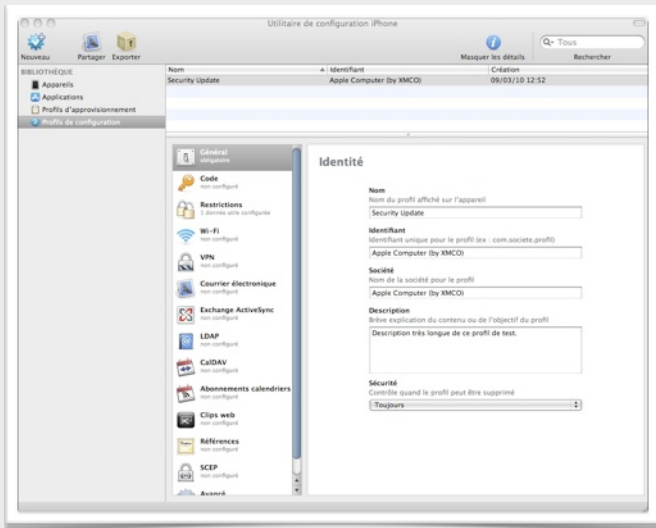 Utilitaire de configuration iPhone
Nouveau
Partager
Exporter
Masquer les détails
Tous
Rechercher
BIBLIOTHÈQUE
Appareils
Applications
Profils d'approvisionnement
Profils de configuration
Nom
Identifiant
Création
Security Update
Apple Computer (by XMCO)
09/03/10 12:52
Général
obligatoire
Code
non configuré
Restrictions
1 donnée utile configurée
Wi-Fi
non configuré
VPN
non configuré
Courrier électronique
non configuré
Exchange ActiveSync
non configuré
LDAP
non configuré
CalDAV
non configuré
Abonnements calendriers
non configuré
Clips web
non configuré
Références
non configuré
SCEP
non configuré
Avancé
Identité
Nom
Nom du profil affiché sur l'appareil
Security Update
Identifiant
Identifiant unique pour le profil (ex : com.societe.profil)
Apple Computer (by XMCO)
Société
Nom de la société pour le profil
Apple Computer (by XMCO)
Description
Brève explication du contenu ou de l'objectif du profil
Description très longue de ce profil de test.
Sécurité
Contrôle quand le profil peut être supprimé
Toujours